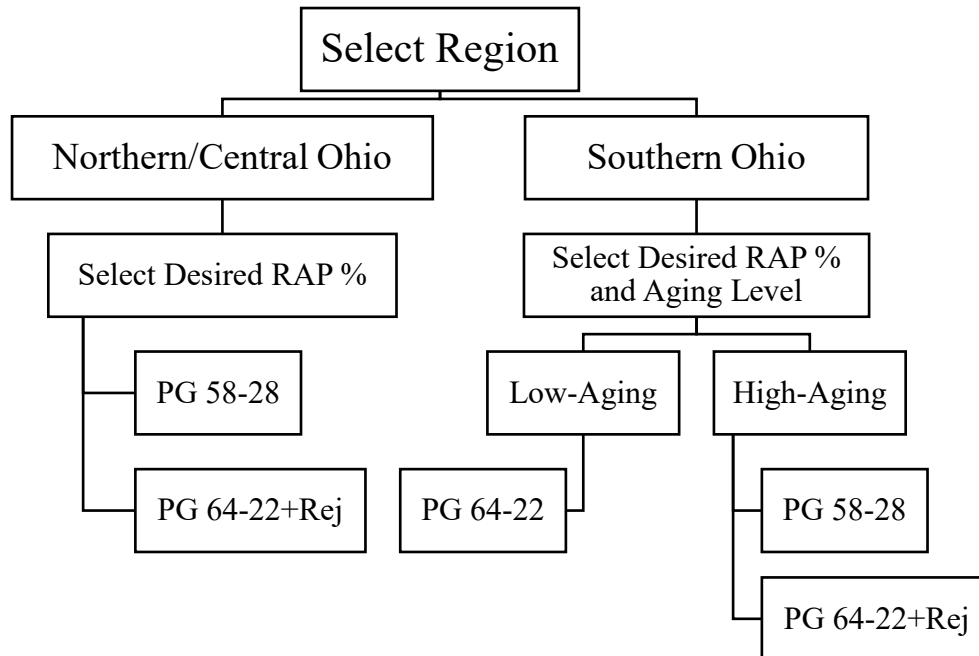 Select Region
Northern/Central Ohio
Southern Ohio
Select Desired RAP %
Select Desired RAP %
and Aging Level
PG 58-28
PG 64-22+Rej
Low-Aging
High-Aging
PG 64-22
PG 58-28
PG 64-22+Rej